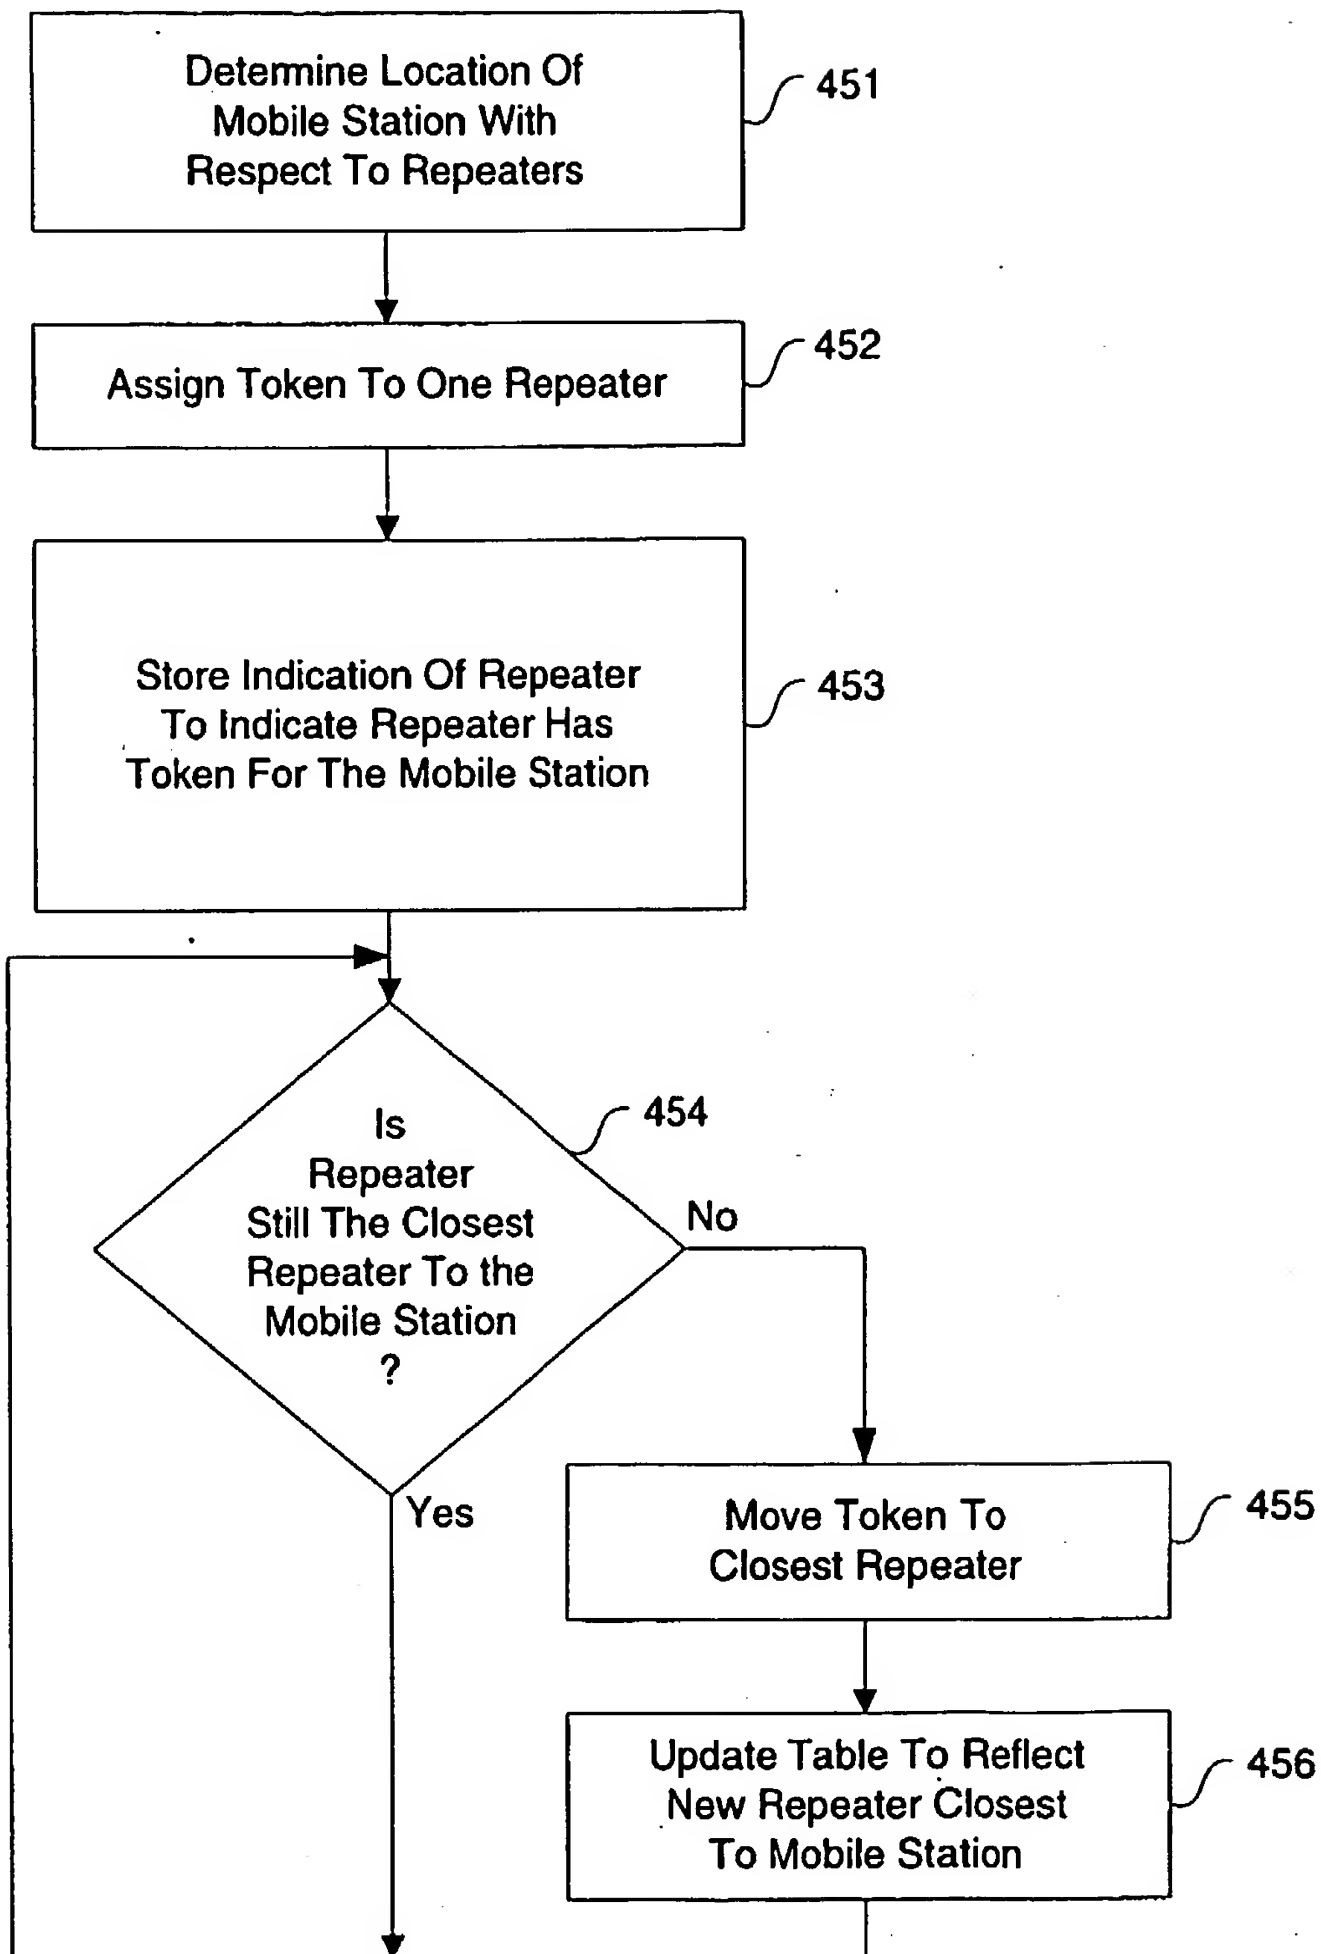 Determine Location Of
Mobile Station With
Respect To Repeaters
451
Assign Token To One Repeater
452
Store Indication Of Repeater
To Indicate Repeater Has
Token For The Mobile Station
453
Is
Repeater
Still The Closest
Repeater To the
Mobile Station
?
454
No
Yes
Move Token To
Closest Repeater
455
Update Table To Reflect
New Repeater Closest
To Mobile Station
456